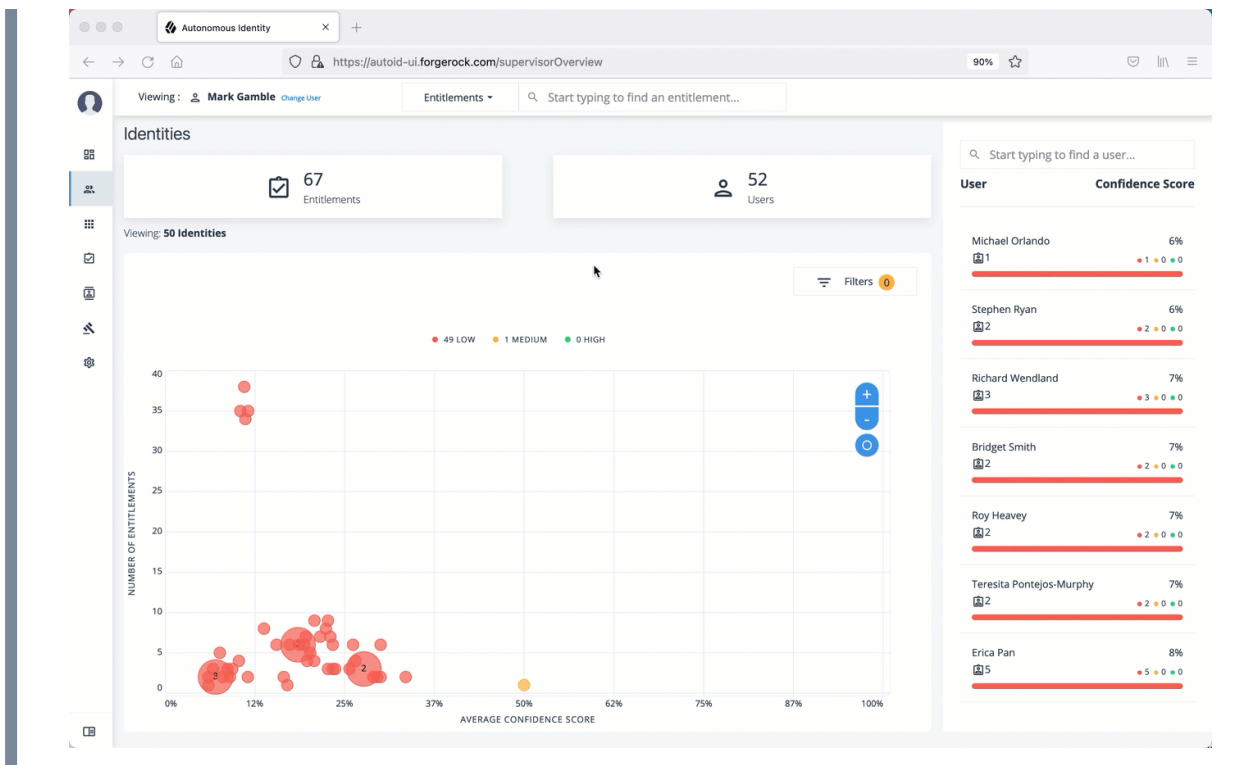 Autonomous Identity
https://autoid-ui.forgerock.com/supervisorOverview
90%
Viewing : Mark Gamble Change User
Entitlements
Start typing to find an entitlement...
Identities
67
Entitlements
52
Users
Viewing: 50 Identities
Filters 0
49 LOW 1 MEDIUM 0 HIGH
40
35
30
25
20
15
10
5
0
NUMBER OF ENTITLEMENTS
3
2
0% 12% 25% 37% 50% 62% 75% 87% 100%
AVERAGE CONFIDENCE SCORE
+
-
Start typing to find a user...
User Confidence Score
Michael Orlando 6%
1 1 0 0
Stephen Ryan 6%
2 2 0 0
Richard Wendland 7%
3 3 0 0
Bridget Smith 7%
2 2 0 0
Roy Heavey 7%
2 2 0 0
Teresita Pontejos-Murphy 7%
2 2 0 0
Erica Pan 8%
5 5 0 0